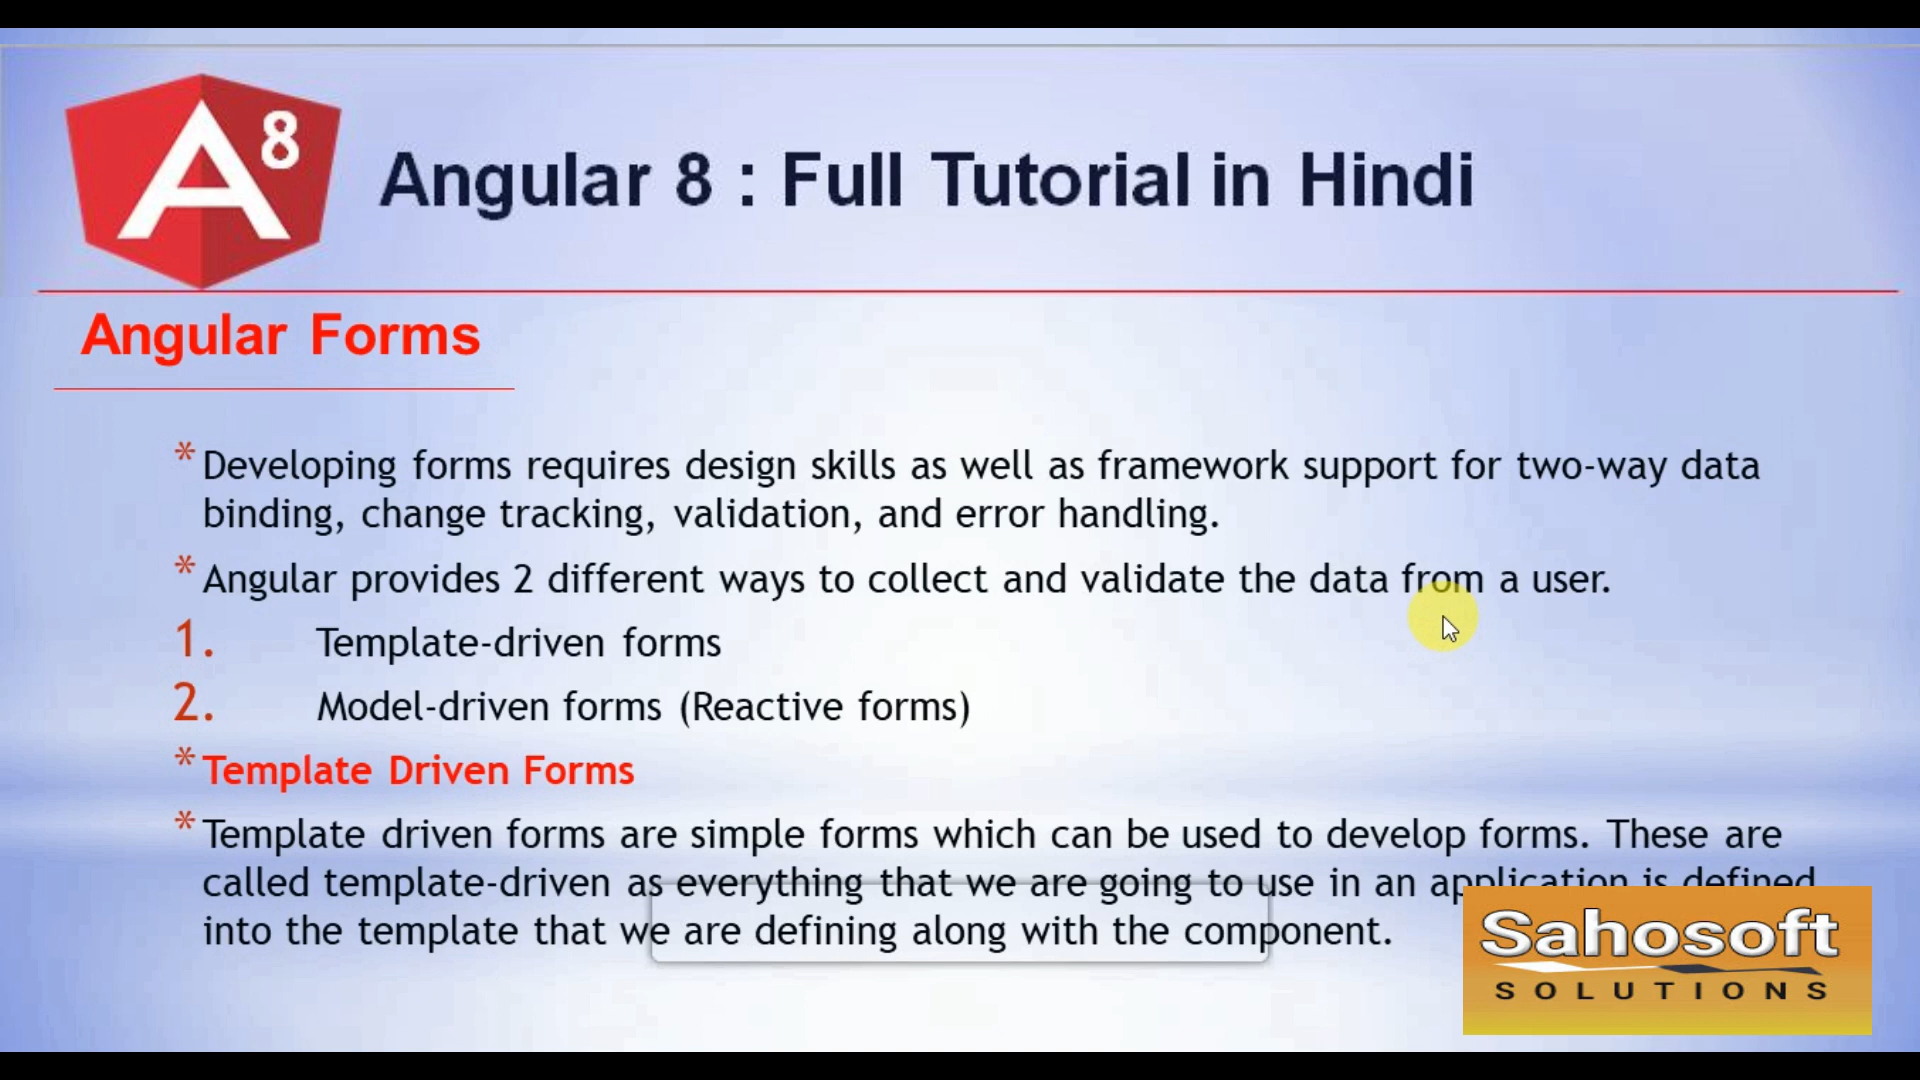 A8
Angular 8 : Full Tutorial in Hindi
Angular Forms
* Developing forms requires design skills as well as framework support for two-way data
binding, change tracking, validation, and error handling.
* Angular provides 2 different ways to collect and validate the data from a user.
1. Template-driven forms
2. Model-driven forms (Reactive forms)
* Template Driven Forms
* Template driven forms are simple forms which can be used to develop forms. These are
called template-driven as everything that we are going to use in an application is defined
into the template that we are defining along with the component.
Sahosoft
SOLUTIONS